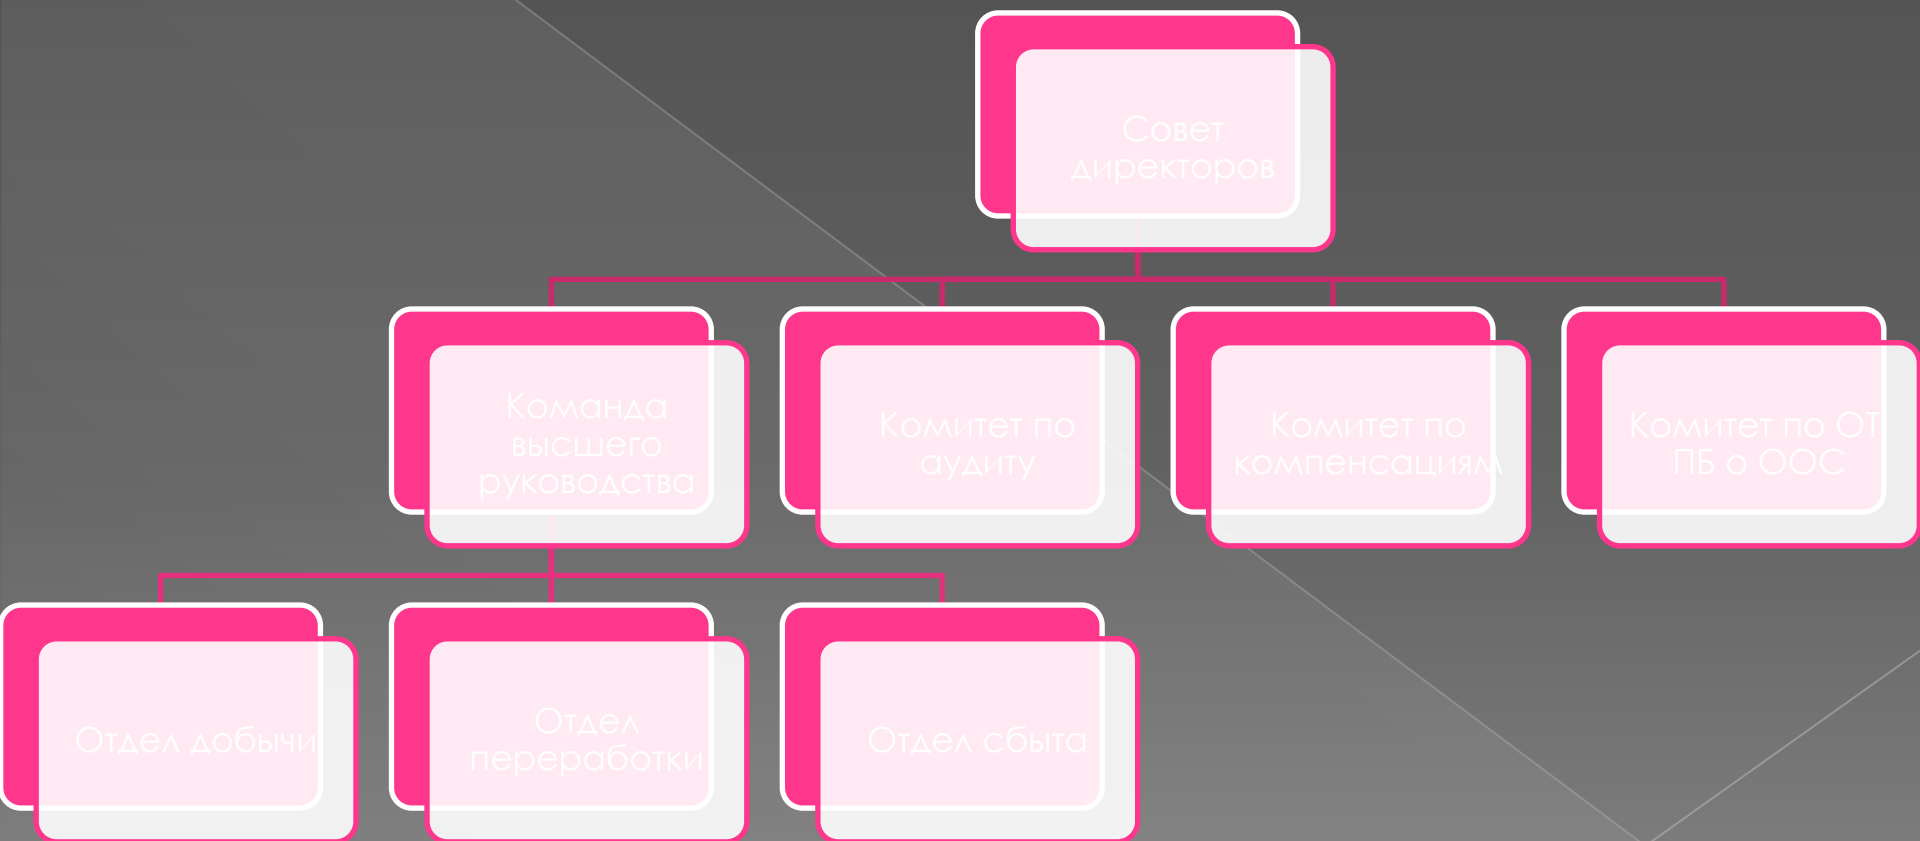 Совет
директоров
Команда
высшего
руководства
Комитет по
аудиту
Комитет по
компенсациям
Комитет по ОТ
ПБ о ООС
Отдел добычи
Отдел
переработки
Отдел сбыта